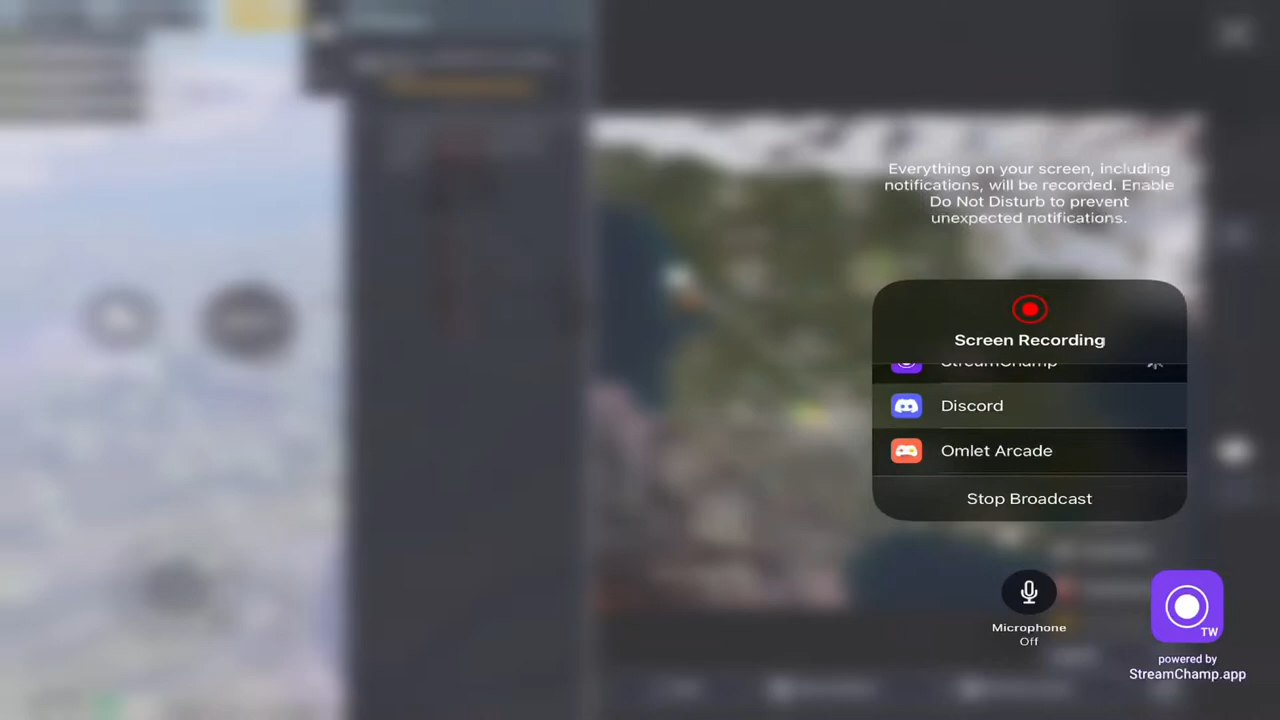 Everything on your screen, including
notifications, will be recorded. Enable
Do Not Disturb to prevent
unexpected notifications.
Screen Recording
StreamChamp
Discord
Omlet Arcade
Stop Broadcast
Microphone
Off
TW
powered by
StreamChamp.app